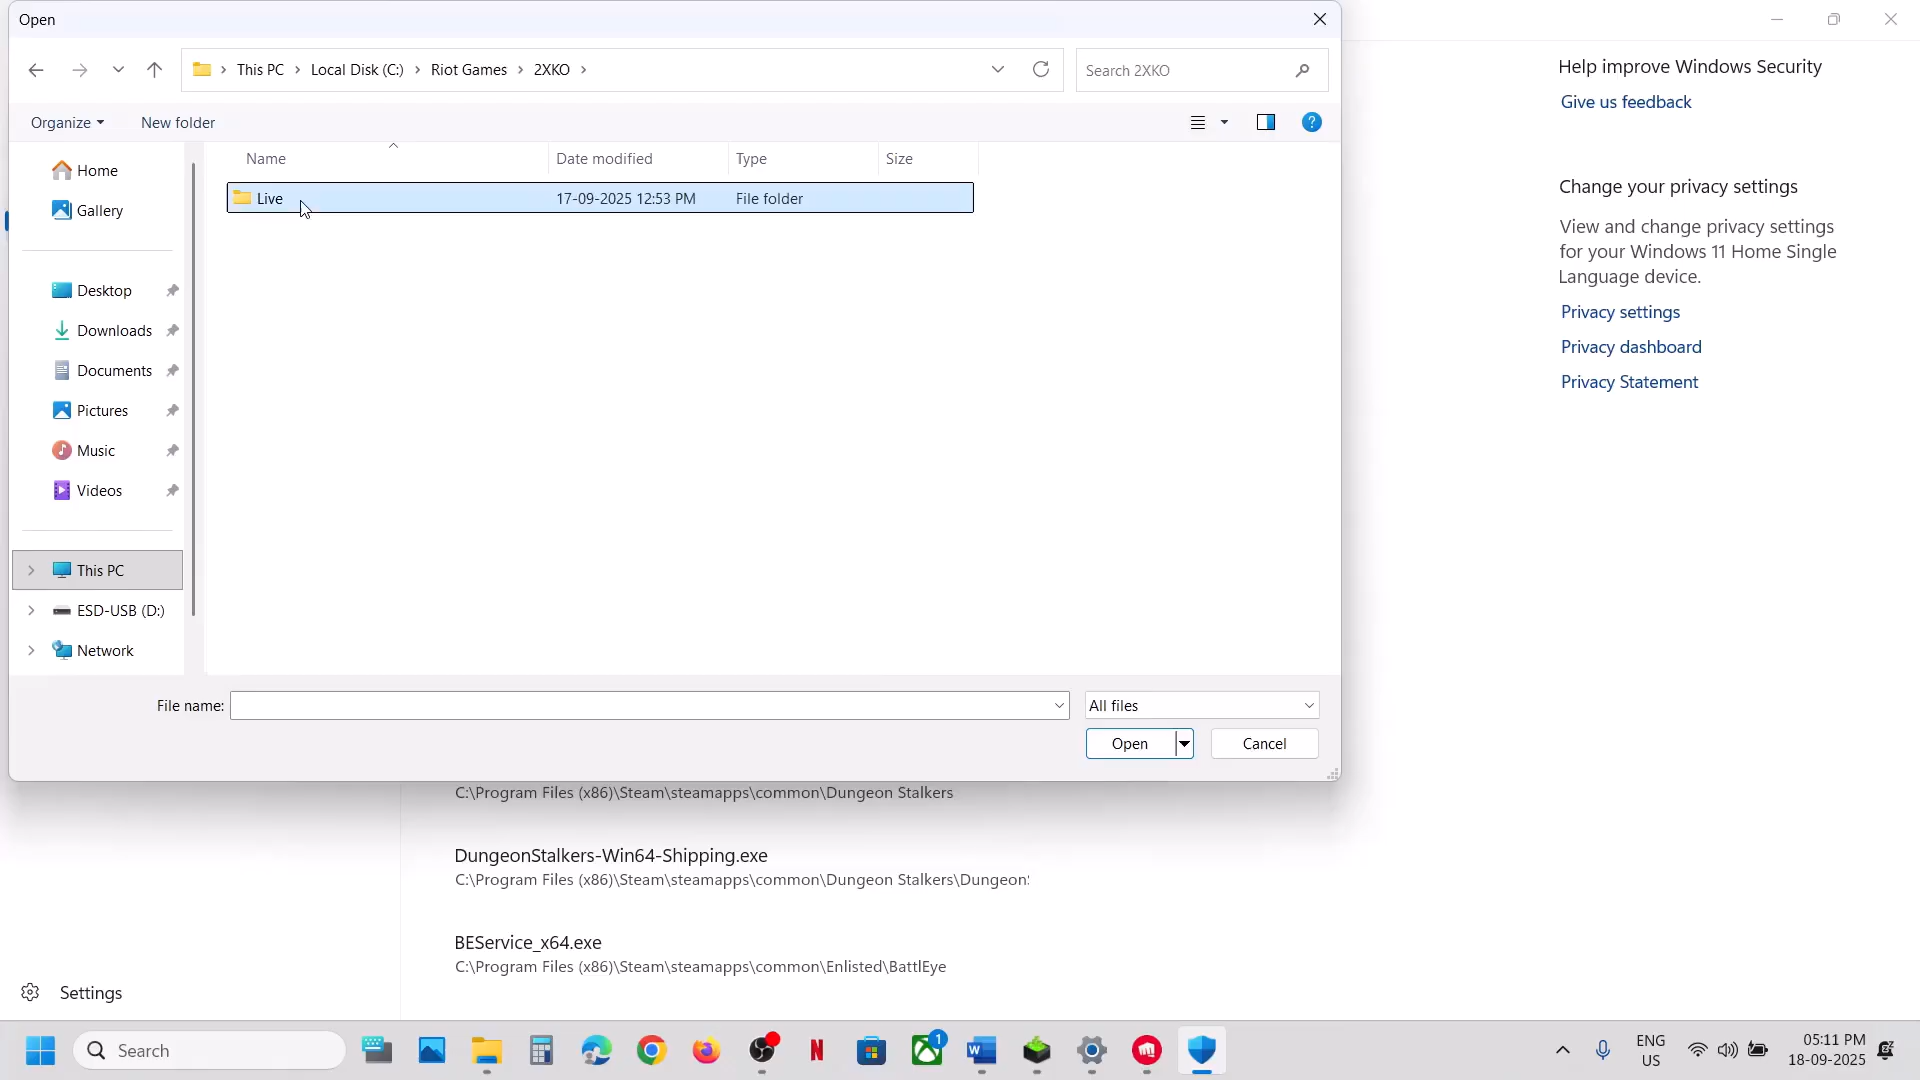 Open
This PC
Local Disk (C:)
Riot Games
2XKO
Search 2XKO
Organize
New folder
Name
Date modified
Type
Size
Live
17-09-2025 12:53 PM
File folder
Home
Gallery
Desktop
Downloads
Documents
Pictures
Music
Videos
This PC
ESD-USB (D:)
Network
File name:
All files
Open
Cancel
Help improve Windows Security
Give us feedback
Change your privacy settings
View and change privacy settings
for your Windows 11 Home Single
Language device.
Privacy settings
Privacy dashboard
Privacy Statement
C:\Program Files (x86)\Steam\steamapps\common\Dungeon Stalkers
DungeonStalkers-Win64-Shipping.exe
C:\Program Files (x86)\Steam\steamapps\common\Dungeon Stalkers\Dungeon
BEService_x64.exe
C:\Program Files (x86)\Steam\steamapps\common\Enlisted\BattlEye
Settings
Search
1
ENG
US
05:11 PM
18-09-2025